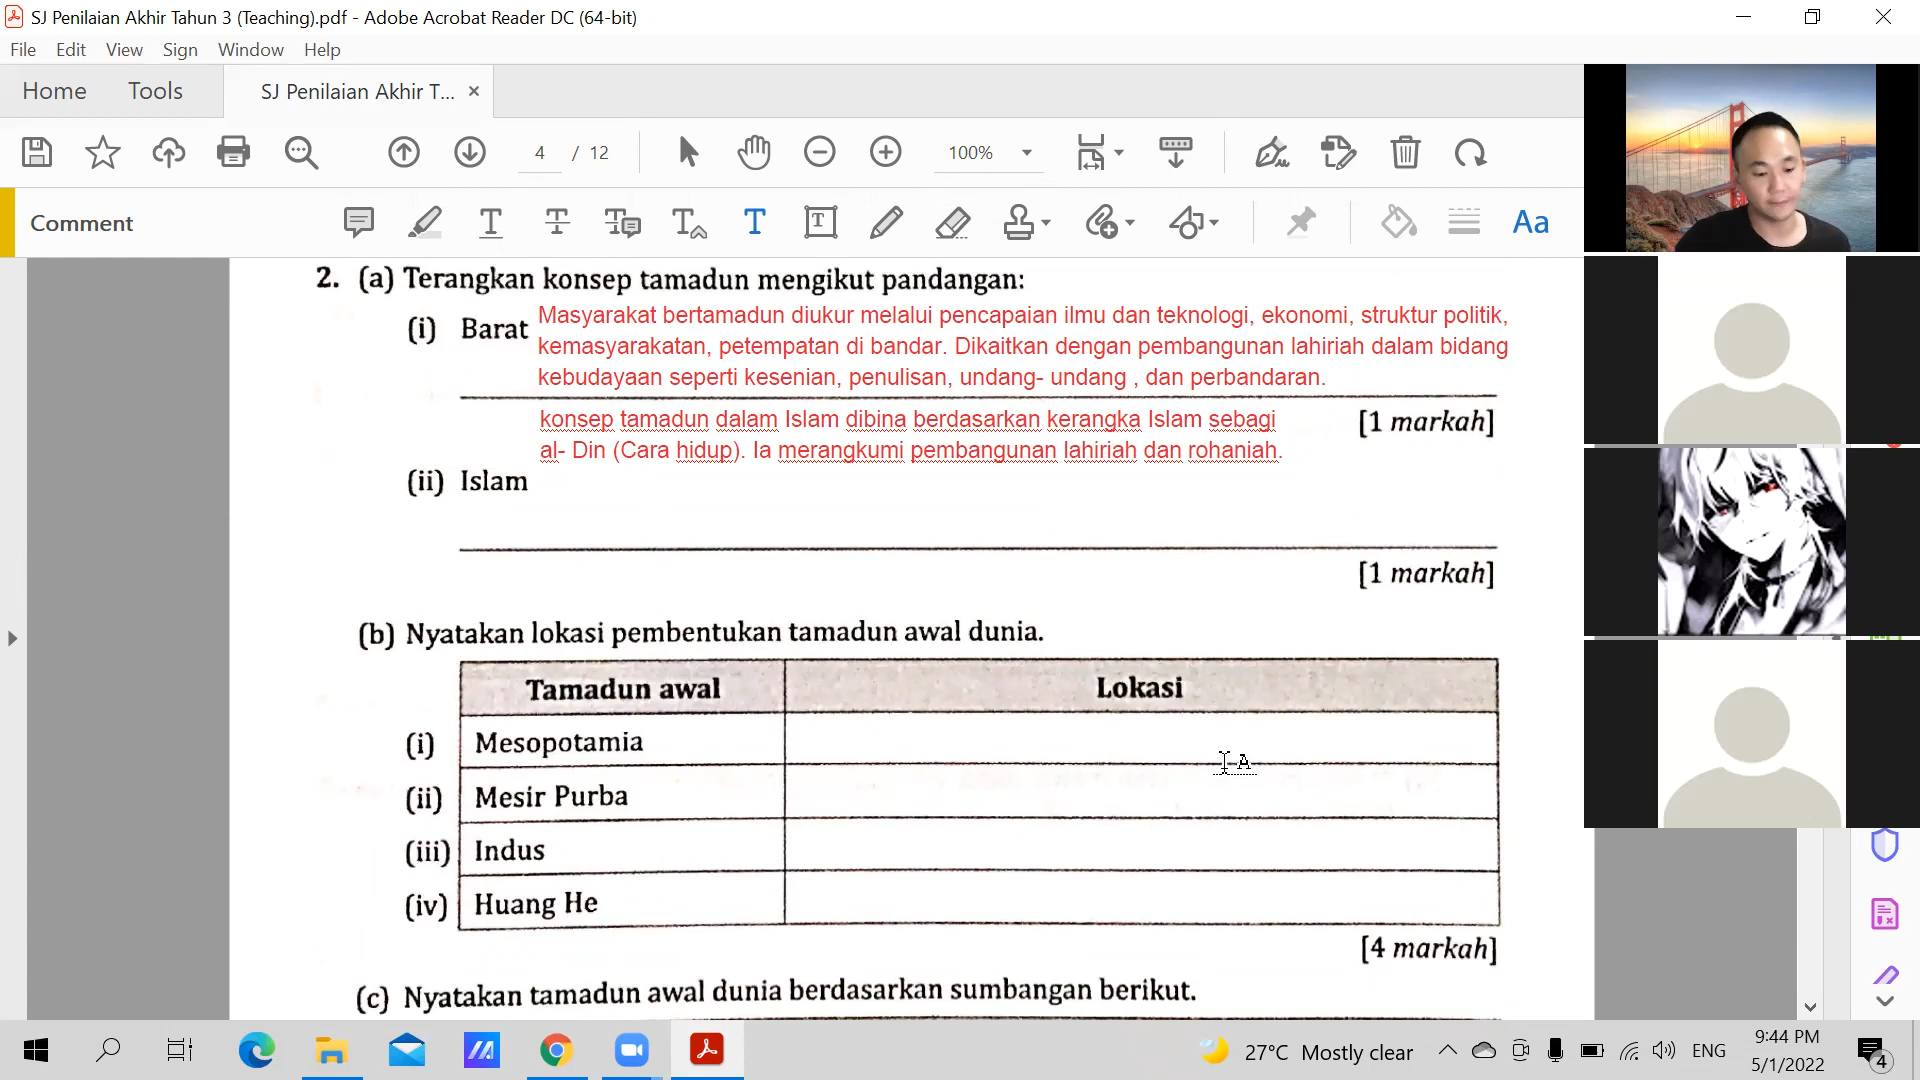 SJ Penilaian Akhir Tahun 3 (Teaching).pdf - Adobe Acrobat Reader DC (64-bit)
File Edit View Sign Window Help
Home Tools SJ Penilaian Akhir T... ×
4 / 12 100%
Comment
2. (a) Terangkan konsep tamadun mengikut pandangan:
(i) Barat
Masyarakat bertamadun diukur melalui pencapaian ilmu dan teknologi, ekonomi, struktur politik,
kemasyarakatan, petempatan di bandar. Dikaitkan dengan pembangunan lahiriah dalam bidang
kebudayaan seperti kesenian, penulisan, undang- undang , dan perbandaran.
[1 markah]
konsep tamadun dalam Islam dibina berdasarkan kerangka Islam sebagi
al- Din (Cara hidup). Ia merangkumi pembangunan lahiriah dan rohaniah.
(ii) Islam
[1 markah]
(b) Nyatakan lokasi pembentukan tamadun awal dunia.
Tamadun awal Lokasi
(i) Mesopotamia
(ii) Mesir Purba
(iii) Indus
(iv) Huang He
[4 markah]
(c) Nyatakan tamadun awal dunia berdasarkan sumbangan berikut.
27°C Mostly clear ENG
9:44 PM
5/1/2022
4